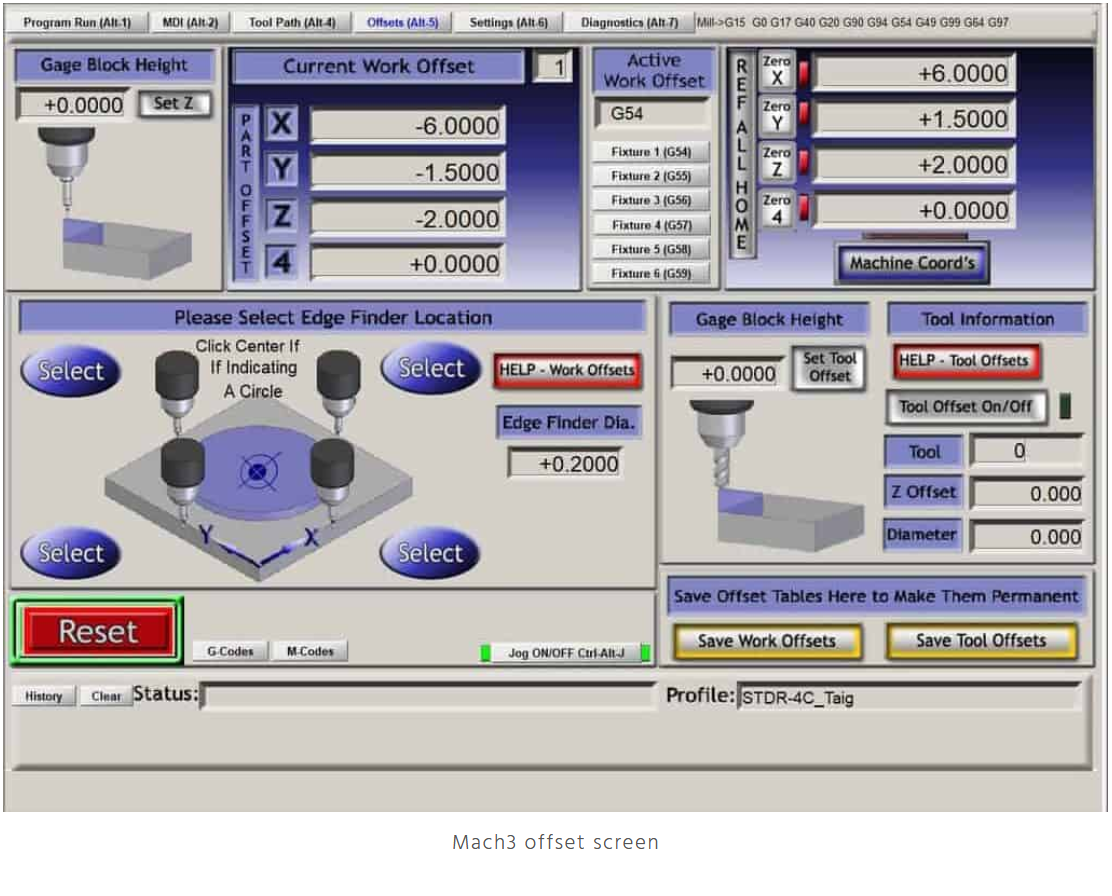 Program Run (Alt-1) MDI (Alt-2) Tool Path (Alt-4) Offsets (Alt-5) Settings (Alt-6) Diagnostics (Alt-7) Mill->G15 G0 G17 G40 G20 G90 G94 G54 G49 G99 G64 G97
Gage Block Height
+0.0000 Set Z
Current Work Offset 1
PART OFFSET
X -6.0000
Y -1.5000
Z -2.0000
4 +0.0000
Active
Work Offset
G54
Fixture 1 (G54)
Fixture 2 (G55)
Fixture 3 (G56)
Fixture 4 (G57)
Fixture 5 (G58)
Fixture 6 (G59)
REF ALL HOME
Zero
X +6.0000
Zero
Y +1.5000
Zero
Z +2.0000
Zero
4 +0.0000
Machine Coord's
Please Select Edge Finder Location
Select
Click Center If
If Indicating
A Circle
Select
HELP - Work Offsets
Edge Finder Dia.
+0.2000
Y X
Select
Select
Gage Block Height
+0.0000
Set Tool
Offset
Tool Information
HELP - Tool Offsets
Tool Offset On/Off
Tool 0
Z Offset 0.000
Diameter 0.000
Reset
G-Codes M-Codes Jog ON/OFF Ctrl-Alt-J
Save Offset Tables Here to Make Them Permanent
Save Work Offsets Save Tool Offsets
History Clear Status: Profile: STDR-4C_Taig
Mach3 offset screen